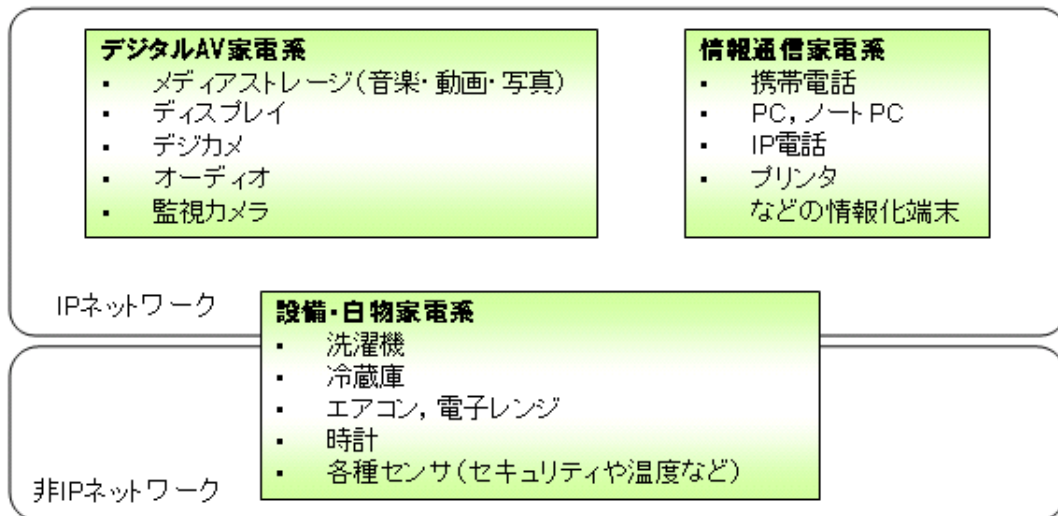 デジタルAV家電系
▪ メディアストレージ(音楽・動画・写真)
▪ ディスプレイ
▪ デジカメ
▪ オーディオ
▪ 監視カメラ
情報通信家電系
▪ 携帯電話
▪ PC, ノートPC
▪ IP電話
▪ プリンタ
などの情報化端末
IPネットワーク
設備・白物家電系
▪ 洗濯機
▪ 冷蔵庫
▪ エアコン, 電子レンジ
▪ 時計
▪ 各種センサ(セキュリティや温度など)
非IPネットワーク